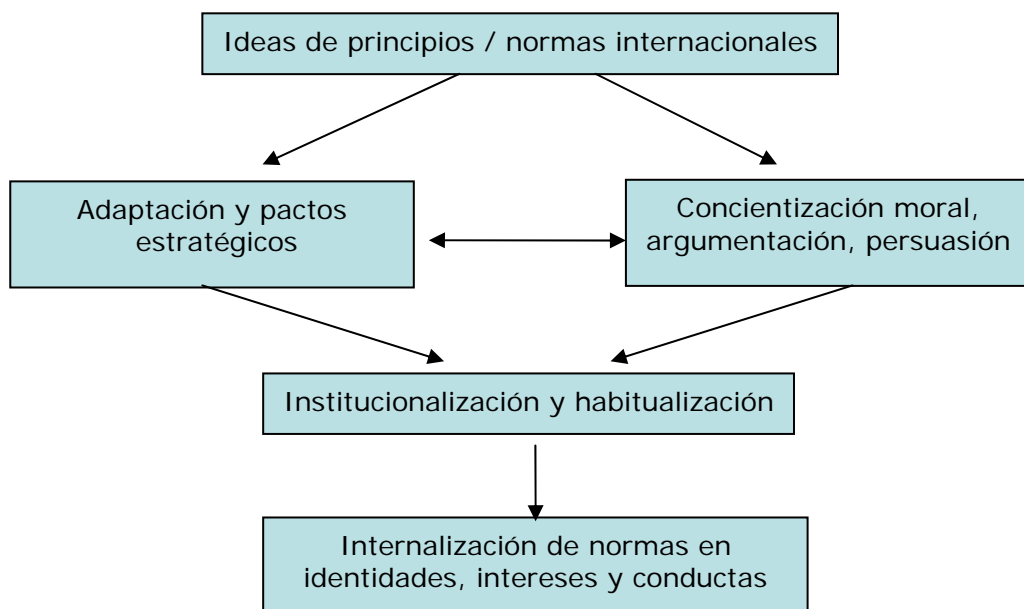 Ideas de principios / normas internacionales
Adaptación y pactos
estratégicos
Concientización moral,
argumentación, persuasión
Institucionalización y habitualización
Internalización de normas en
identidades, intereses y conductas